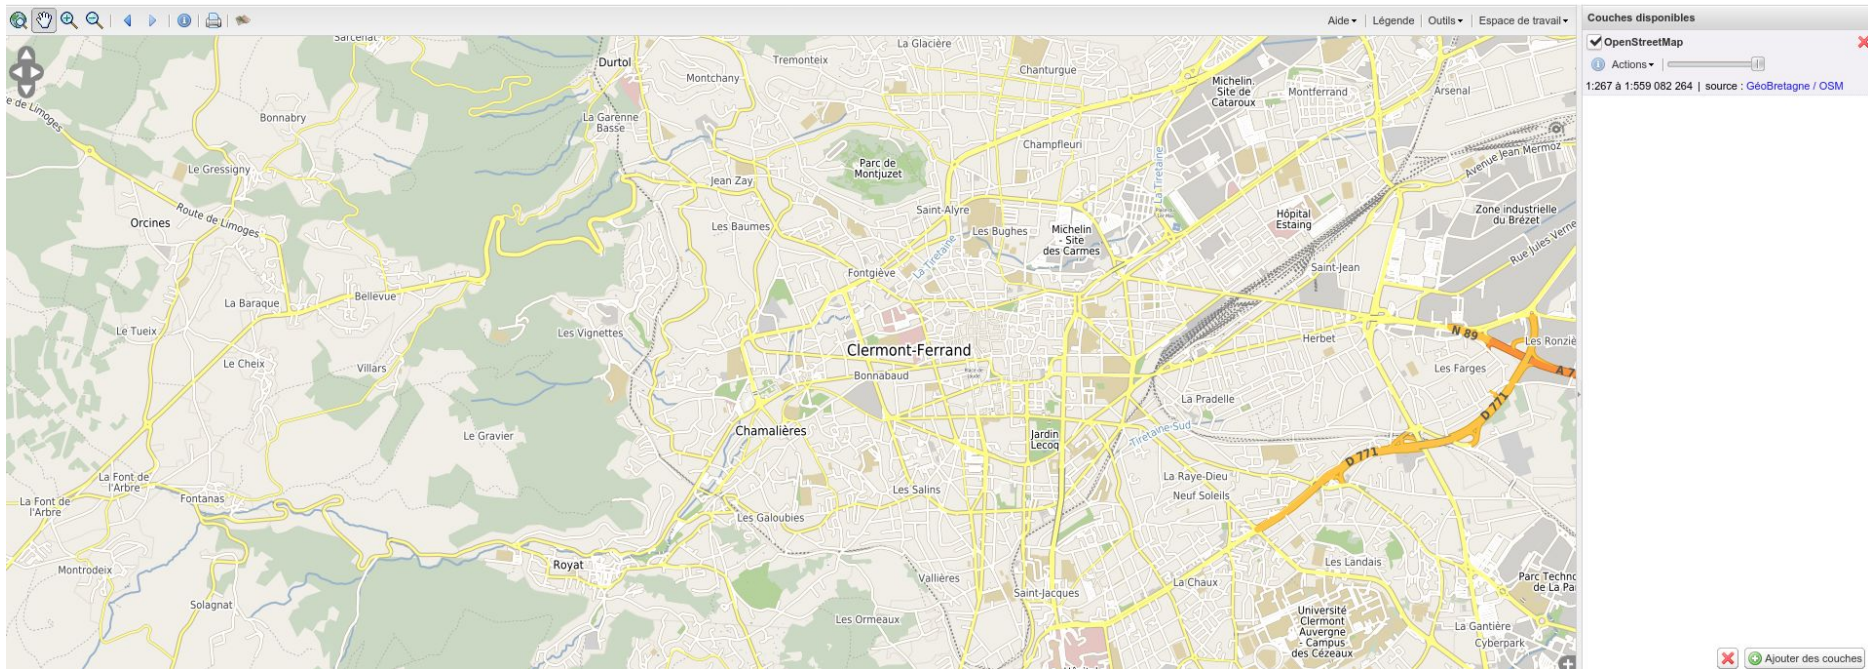 Aide
Légende
Outils
Espace de travail
Couches disponibles
OpenStreetMap
Actions
1:267 à 1:559 082 264 | source : GéoBretagne / OSM
Sarcenat
Durtol
La Glacière
Tremonteix
Chanturgue
Montchany
Michelin.
Site de
Cataroux
Montferrand
Arsenal
e de Limoges
Bonnabry
La Garenne
Basse
Champfleuri
La Tiretaine
Avenue Jean Mermoz
Parc de
Montjuzet
Le Gressigny
Jean Zay
Route de Limoges
Orcines
Saint-Alyre
Les Baumes
Les Bughes
Michelin
- Site
des Carmes
Hôpital
Estaing
Zone industrielle
du Brézet
Rue Jules Verne
La Tiretaine
Fontgiève
Saint-Jean
La Baraque
Bellevue
Le Tueix
Les Vignettes
N 89
Les Ronziè
Herbet
Clermont-Ferrand
Le Cheix
Villars
Bonnabaud
Les Farges
A 7
D 771
La Pradelle
Chamalières
Le Gravier
Jardin
Lecoq
Tiretaine-Sud
D 771
La Font de
l'Arbre
La Raye-Dieu
Neuf Soleils
La Font de
l'Arbre
Fontanas
Les Salins
Les Galoubies
Montrodeix
Royat
Les Landais
Vallières
La Chaux
Parc Techno
de La Pa
Saint-Jacques
Solagnat
Les Ormeaux
Université
Clermont
Auvergne
- Campus
des Cézeaux
La Gantière
Cyberpark
Ajouter des couches